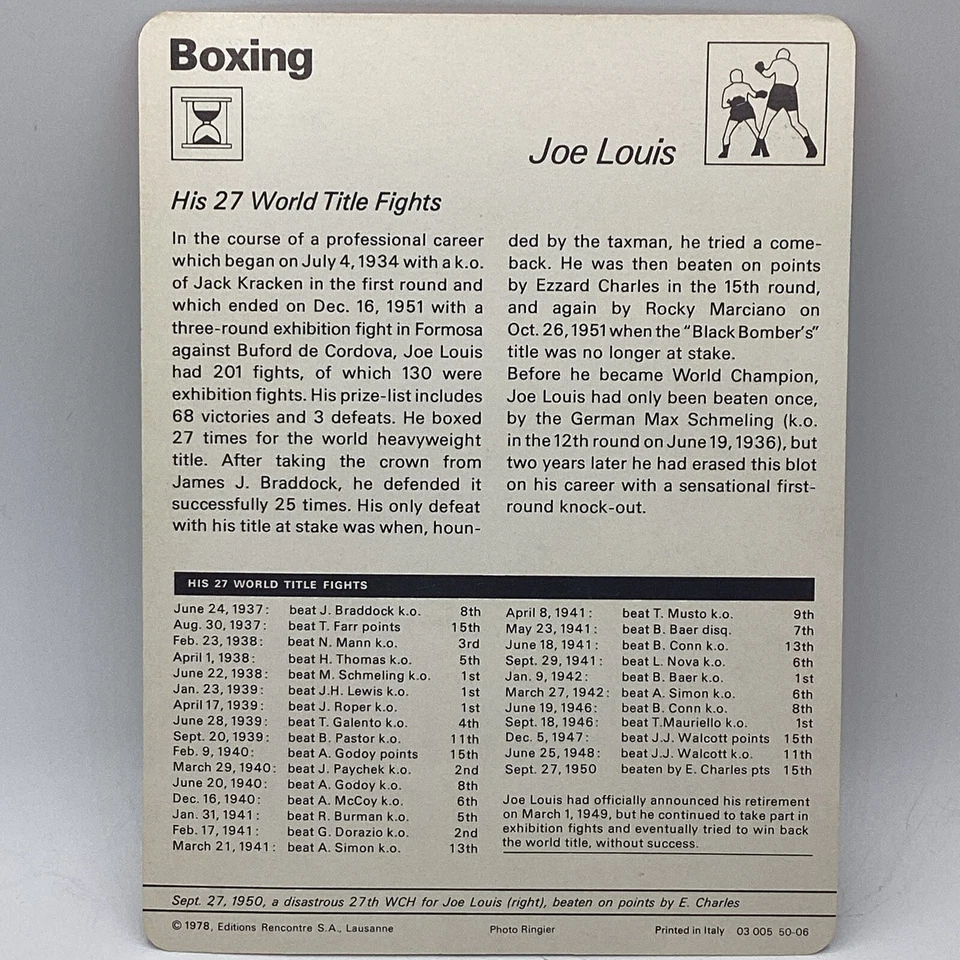 Boxing
Joe Louis
His 27 World Title Fights
In the course of a professional career
which began on July 4, 1934 with a k.o.
of Jack Kracken in the first round and
which ended on Dec. 16, 1951 with a
three-round exhibition fight in Formosa
against Buford de Cordova, Joe Louis
had 201 fights, of which 130 were
exhibition fights. His prize-list includes
68 victories and 3 defeats. He boxed
27 times for the world heavyweight
title. After taking the crown from
James J. Braddock, he defended it
successfully 25 times. His only defeat
with his title at stake was when, houn-
ded by the taxman, he tried a come-
back. He was then beaten on points
by Ezzard Charles in the 15th round,
and again by Rocky Marciano on
Oct. 26, 1951 when the "Black Bomber's"
title was no longer at stake.
Before he became World Champion,
Joe Louis had only been beaten once,
by the German Max Schmeling (k.o.
in the 12th round on June 19, 1936), but
two years later he had erased this blot
on his career with a sensational first-
round knock-out.
HIS 27 WORLD TITLE FIGHTS
June 24, 1937: beat J. Braddock k.o. 8th
Aug. 30, 1937: beat T. Farr points 15th
Feb. 23, 1938: beat N. Mann k.o. 3rd
April 1, 1938: beat H. Thomas k.o. 5th
June 22, 1938: beat M. Schmeling k.o. 1st
Jan. 23, 1939: beat J.H. Lewis k.o. 1st
April 17, 1939: beat J. Roper k.o. 1st
June 28, 1939: beat T. Galento k.o. 4th
Sept. 20, 1939: beat B. Pastor k.o. 11th
Feb. 9, 1940: beat A. Godoy points 15th
March 29, 1940: beat J. Paychek k.o. 2nd
June 20, 1940: beat A. Godoy k.o. 8th
Dec. 16, 1940: beat A. McCoy k.o. 6th
Jan. 31, 1941: beat R. Burman k.o. 5th
Feb. 17, 1941: beat G. Dorazio k.o. 2nd
March 21, 1941: beat A. Simon k.o. 13th
April 8, 1941: beat T. Musto k.o. 9th
May 23, 1941: beat B. Baer disq. 7th
June 18, 1941: beat B. Conn k.o. 13th
Sept. 29, 1941: beat L. Nova k.o. 6th
Jan. 9, 1942: beat B. Baer k.o. 1st
March 27, 1942: beat A. Simon k.o. 6th
June 19, 1946: beat B. Conn k.o. 8th
Sept. 18, 1946: beat T.Mauriello k.o. 1st
Dec. 5, 1947: beat J.J. Walcott points 15th
June 25, 1948: beat J.J. Walcott k.o. 11th
Sept. 27, 1950 beaten by E. Charles pts 15th
Joe Louis had officially announced his retirement
on March 1, 1949, but he continued to take part in
exhibition fights and eventually tried to win back
the world title, without success.
Sept. 27, 1950, a disastrous 27th WCH for Joe Louis (right), beaten on points by E. Charles
© 1978, Editions Rencontre S.A., Lausanne Photo Ringier Printed in Italy 03 005 50-06